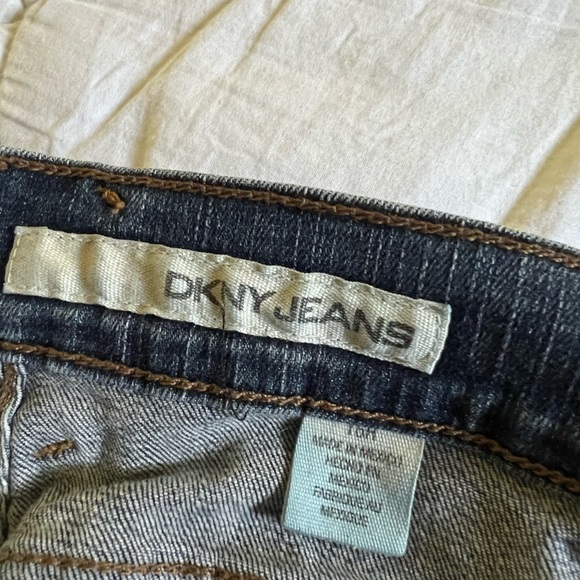 DKNY JEANS
MADE IN MEXICO
HECHO EN
MEXICO
FABRIQUE AU
MEXIQUE